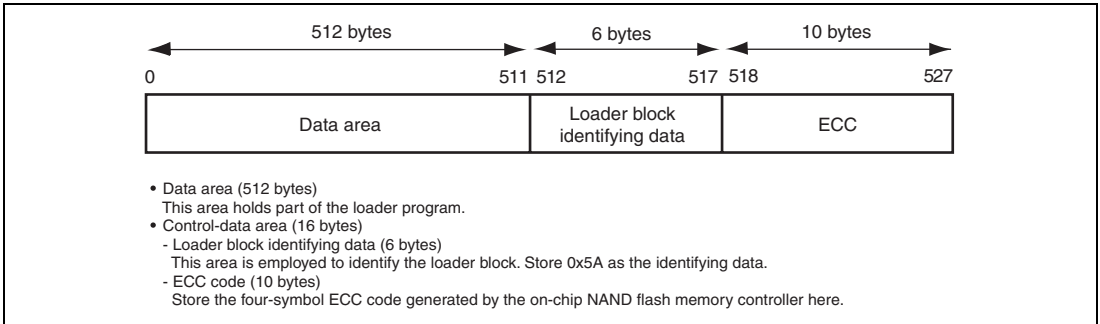 512 bytes 6 bytes 10 bytes
0 511 512 517 518 527
Data area
Loader block
identifying data
ECC
• Data area (512 bytes)
This area holds part of the loader program.
• Control-data area (16 bytes)
- Loader block identifying data (6 bytes)
This area is employed to identify the loader block. Store 0x5A as the identifying data.
- ECC code (10 bytes)
Store the four-symbol ECC code generated by the on-chip NAND flash memory controller here.